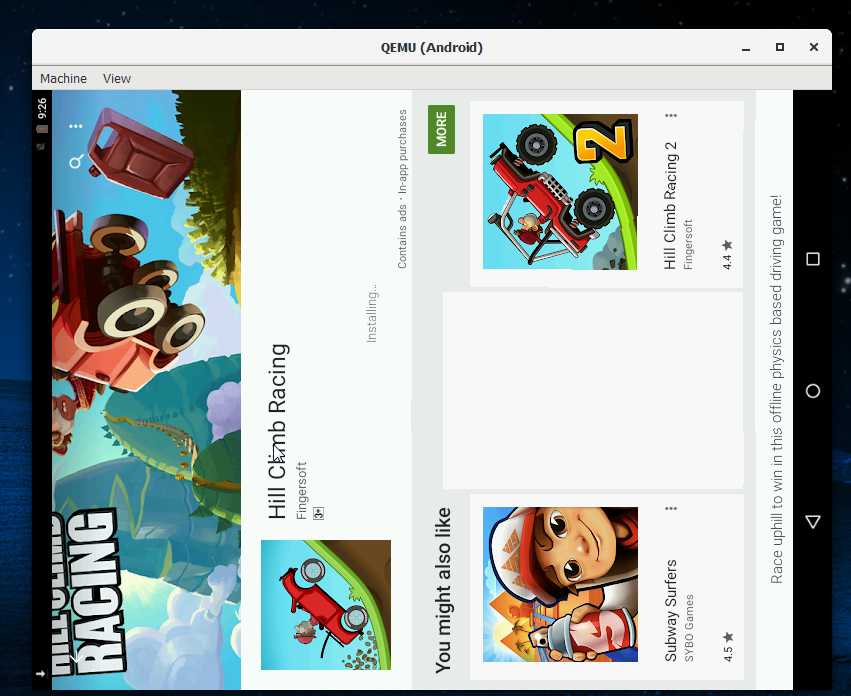 QEMU (Android)
Machine View
9:26
RACING
Hill Climb Racing
Fingersoft
3+
Installing...
Contains ads · In-app purchases
You might also like
MORE
Subway Surfers
SYBO Games
4.5
2
Hill Climb Racing 2
Fingersoft
4.4
Race uphill to win in this offline physics based driving game!